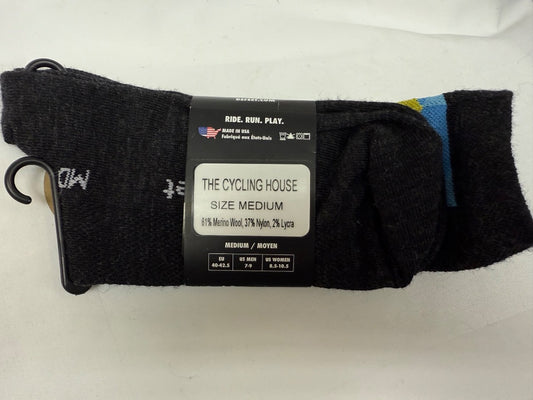 RIDE. RUN. PLAY.
MADE IN USA
Fabriqué aux États-Unis
THE CYCLING HOUSE
SIZE MEDIUM
61% Merino Wool, 37% Nylon, 2% Lycra
MEDIUM / MOYEN
EU US MEN US WOMEN
40-42.5 7-9 8.5-10.5
MD